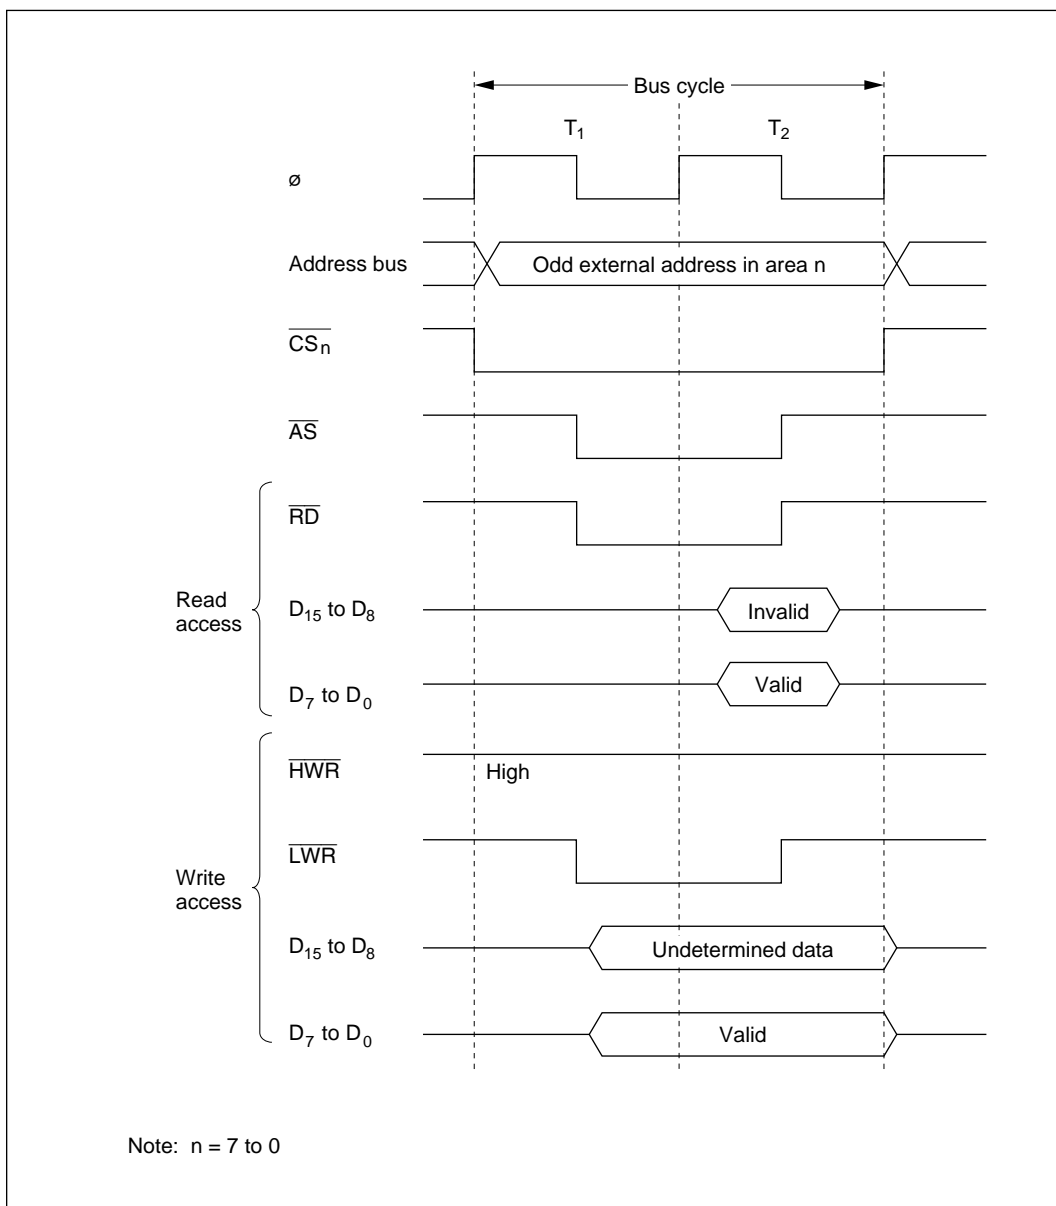 Bus cycle
T1 T2
ø
Address bus Odd external address in area n
CSn
AS
RD
Read access
D15 to D8 Invalid
D7 to D0 Valid
HWR High
LWR
Write access
D15 to D8 Undetermined data
D7 to D0 Valid
Note: n = 7 to 0